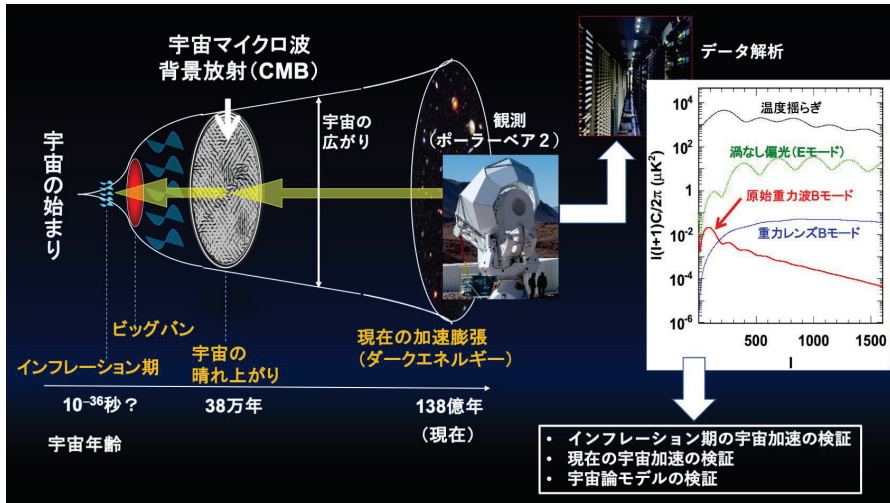 宇宙マイクロ波
背景放射（CMB）
宇宙の始まり
宇宙の
広がり
観測
（ポーラーベア２）
データ解析
ビッグバン
インフレーション期
宇宙の
晴れ上がり
現在の加速膨張
（ダークエネルギー）
10⁻³⁶秒？
38万年
138億年
（現在）
宇宙年齢
l(l+1)C/2π (μK²)
10⁴
10²
1
10⁻²
10⁻⁴
10⁻⁶
温度揺らぎ
渦なし偏光（Eモード）
原始重力波Bモード
重力レンズBモード
500
1000
1500
l
• インフレーション期の宇宙加速の検証
• 現在の宇宙加速の検証
• 宇宙論モデルの検証